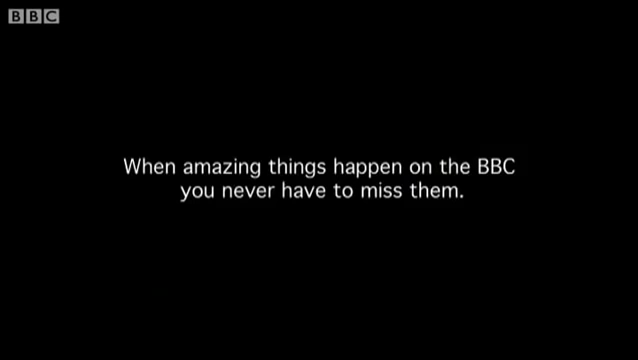 BBC
When amazing things happen on the BBC
you never have to miss them.